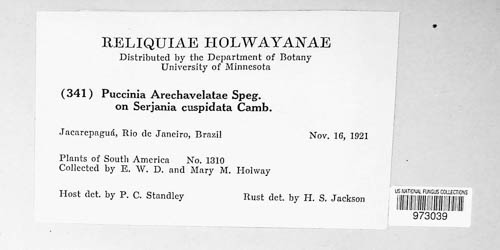 RELIQUIAE HOLWAYANAE
Distributed by the Department of Botany
University of Minnesota
(341) Puccinia Arechavelatae Speg.
on Serjania cuspidata Camb.
Jacarepaguá, Rio de Janeiro, Brazil Nov. 16, 1921
Plants of South America No. 1310
Collected by E. W. D. and Mary M. Holway
Host det. by P. C. Standley Rust det. by H. S. Jackson
US NATIONAL FUNGUS COLLECTIONS
973039